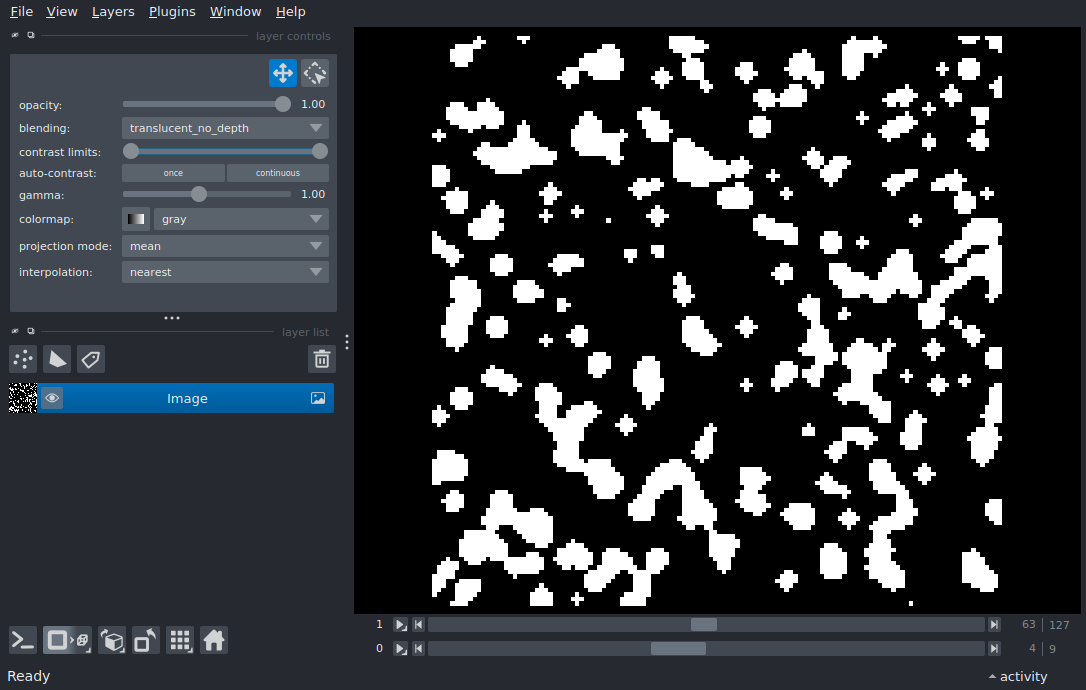 File View Layers Plugins Window Help
layer controls
opacity: 1.00
blending: translucent_no_depth
contrast limits:
auto-contrast: once continuous
gamma: 1.00
colormap: gray
projection mode: mean
interpolation: nearest
layer list
Image
1 63 127
0 4 9
Ready activity